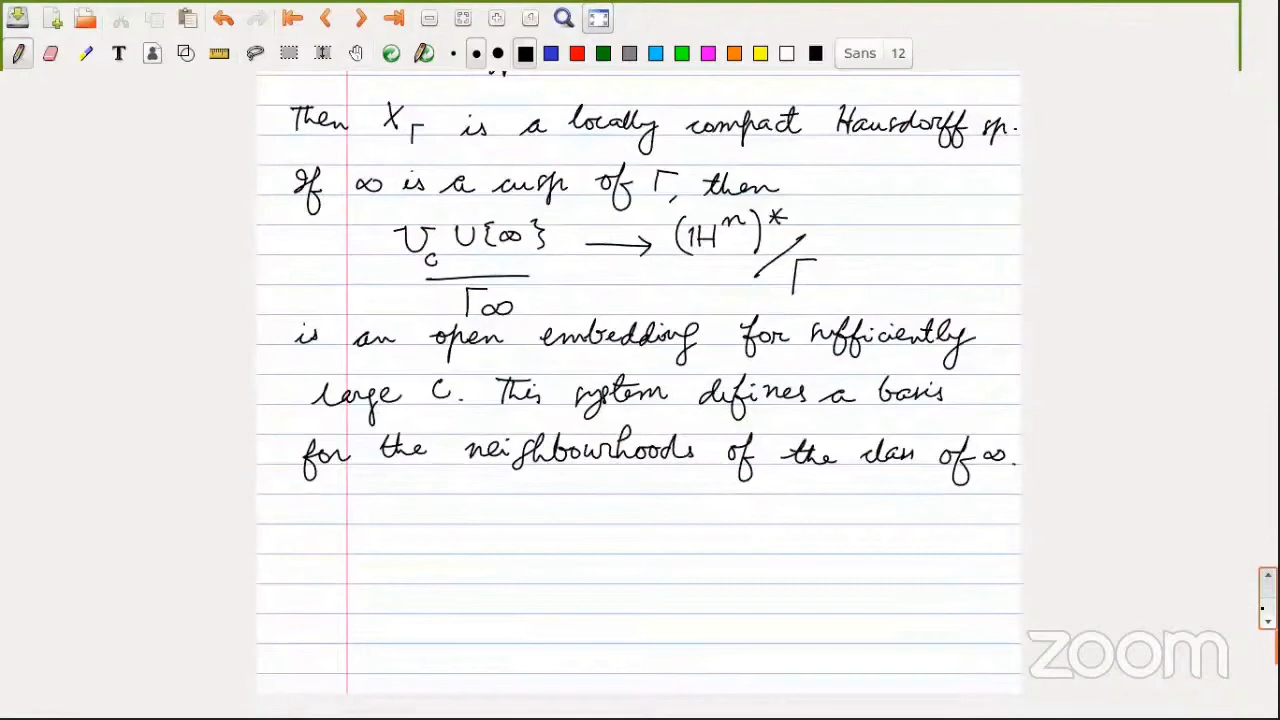 Sans 12
Then X_Γ is a locally compact Hausdorff sp.
If ∞ is a cusp of Γ, then
U_C ∪ {∞} / Γ∞ ⟶ (ℍⁿ)* / Γ
is an open embedding for sufficiently
large C. This system defines a basis
for the neighbourhoods of the class of ∞.
zoom